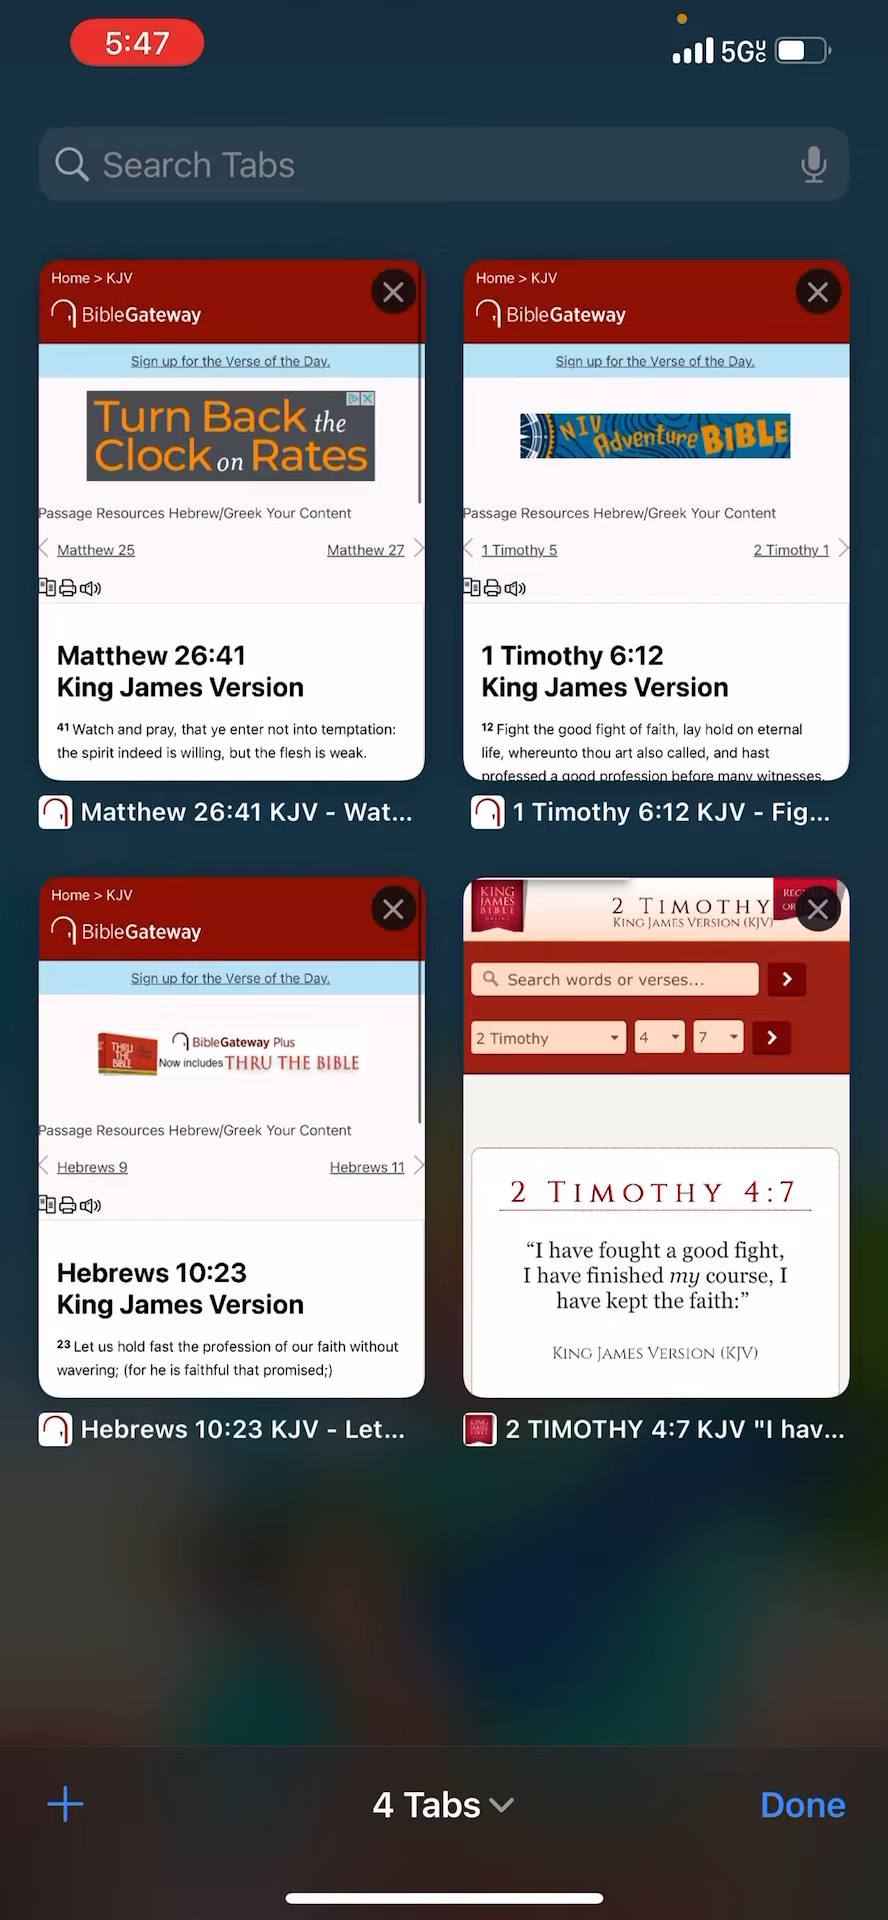 5:47
5G UC
Search Tabs
Home > KJV
BibleGateway
Sign up for the Verse of the Day.
Turn Back the
Clock on Rates
Passage Resources Hebrew/Greek Your Content
Matthew 25
Matthew 27
Matthew 26:41
King James Version
41 Watch and pray, that ye enter not into temptation:
the spirit indeed is willing, but the flesh is weak.
Matthew 26:41 KJV - Wat...
Home > KJV
BibleGateway
Sign up for the Verse of the Day.
NIV Adventure BIBLE
Passage Resources Hebrew/Greek Your Content
1 Timothy 5
2 Timothy 1
1 Timothy 6:12
King James Version
12 Fight the good fight of faith, lay hold on eternal
life, whereunto thou art also called, and hast
professed a good profession before many witnesses.
1 Timothy 6:12 KJV - Fig...
Home > KJV
BibleGateway
Sign up for the Verse of the Day.
THRU
THE
BIBLE
BibleGateway Plus
Now includes THRU THE BIBLE
Passage Resources Hebrew/Greek Your Content
Hebrews 9
Hebrews 11
Hebrews 10:23
King James Version
23 Let us hold fast the profession of our faith without
wavering; (for he is faithful that promised;)
Hebrews 10:23 KJV - Let...
KING
JAMES
BIBLE
ONLINE
2 TIMOTHY
KING JAMES VERSION (KJV)
Search words or verses...
2 Timothy
4
7
2 TIMOTHY 4:7
“I have fought a good fight,
I have finished my course, I
have kept the faith:”
KING JAMES VERSION (KJV)
2 TIMOTHY 4:7 KJV "I hav...
4 Tabs
Done